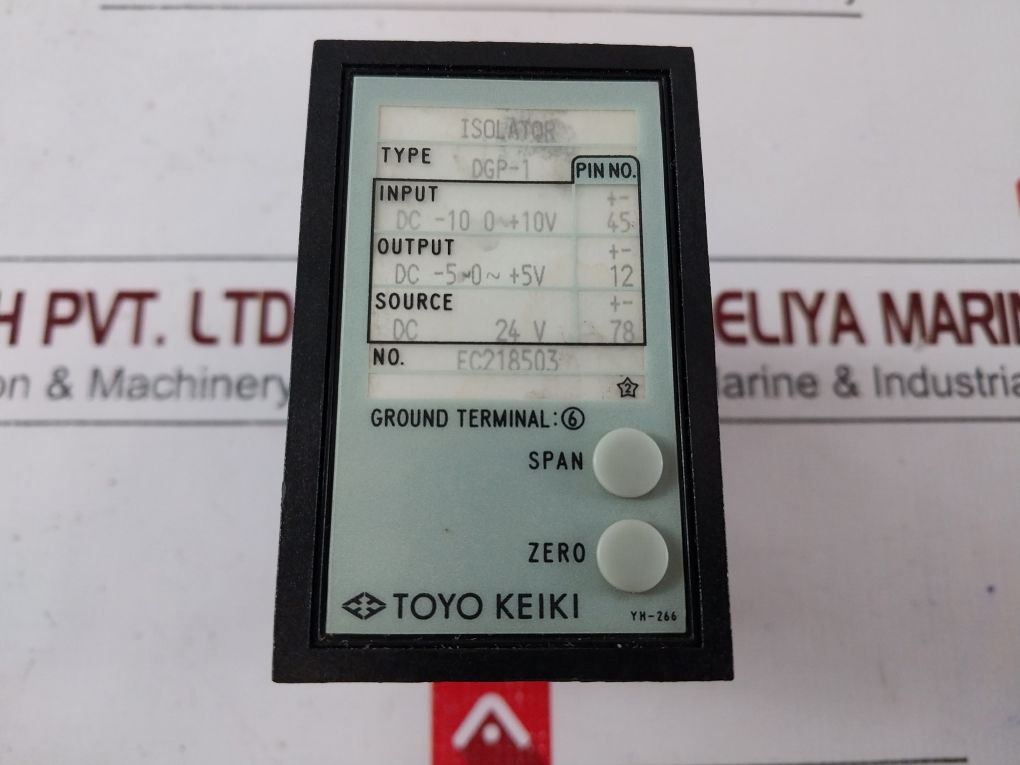 ISOLATOR
TYPE DGP-1 PIN NO.
INPUT + -
DC -10 0~+10V 45
OUTPUT + -
DC -5~0~ +5V 12
SOURCE + -
DC 24 V 78
NO. EC218503
2
GROUND TERMINAL:⑥
SPAN
ZERO
TOYO KEIKI
YH-266
H PVT. LTD
on & Machinery
ELIYA MARIN
arine & Industria